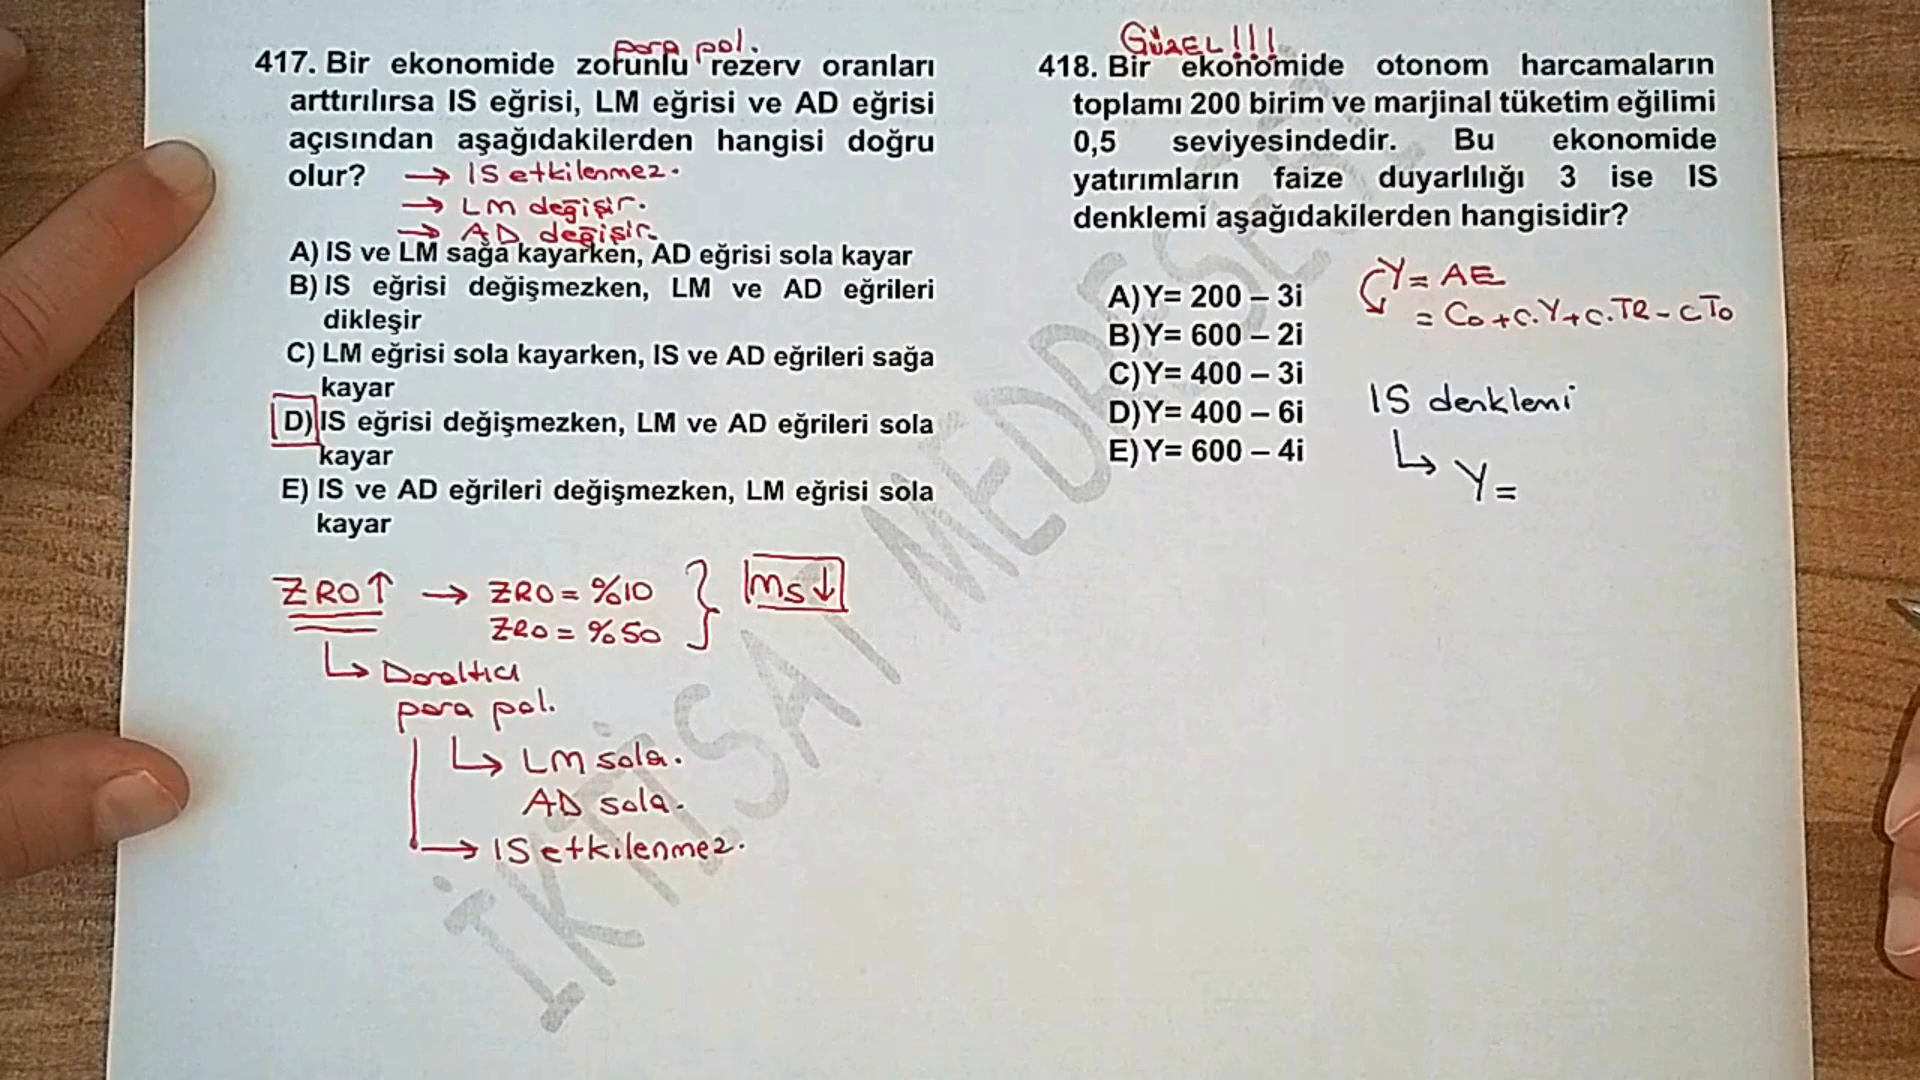 para pol.
417. Bir ekonomide zorunlu rezerv oranları
arttırılırsa IS eğrisi, LM eğrisi ve AD eğrisi
açısından aşağıdakilerden hangisi doğru
olur?
→ IS etkilenmez.
→ LM değişir.
→ AD değişir.
A) IS ve LM sağa kayarken, AD eğrisi sola kayar
B) IS eğrisi değişmezken, LM ve AD eğrileri
dikleşir
C) LM eğrisi sola kayarken, IS ve AD eğrileri sağa
kayar
D) IS eğrisi değişmezken, LM ve AD eğrileri sola
kayar
E) IS ve AD eğrileri değişmezken, LM eğrisi sola
kayar
ZRO↑ → ZRO = %10
ZRO = %50
Ms↓
Daraltıcı
para pol.
LM sola.
AD sola.
→ IS etkilenmez.
GÜZEL!!!
418. Bir ekonomide otonom harcamaların
toplamı 200 birim ve marjinal tüketim eğilimi
0,5 seviyesindedir. Bu ekonomide
yatırımların faize duyarlılığı 3 ise IS
denklemi aşağıdakilerden hangisidir?
A) Y= 200 – 3i
B) Y= 600 – 2i
C) Y= 400 – 3i
D) Y= 400 – 6i
E) Y= 600 – 4i
Y = AE
= C₀ + c.Y + c.TR - cT₀
IS denklemi
Y =
İKTİSAT MEDRESESİ